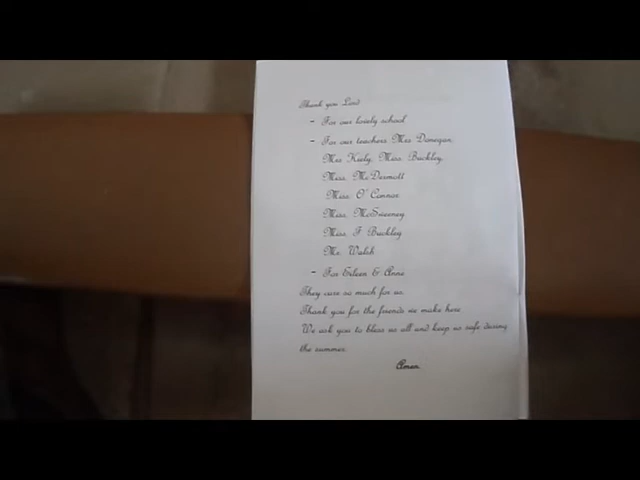 Thank you Lord
- For our lovely school
- For our teachers Mrs Donegan,
Mrs Kiely, Miss. Buckley,
Miss. McDermott
Miss. O' Connor
Miss. McSweeney
Miss. F Buckley
Mr. Walsh
- For Eileen & Anne
They care so much for us.
Thank you for the friends we make here.
We ask you to bless us all and keep us safe during
the summer.
Amen.